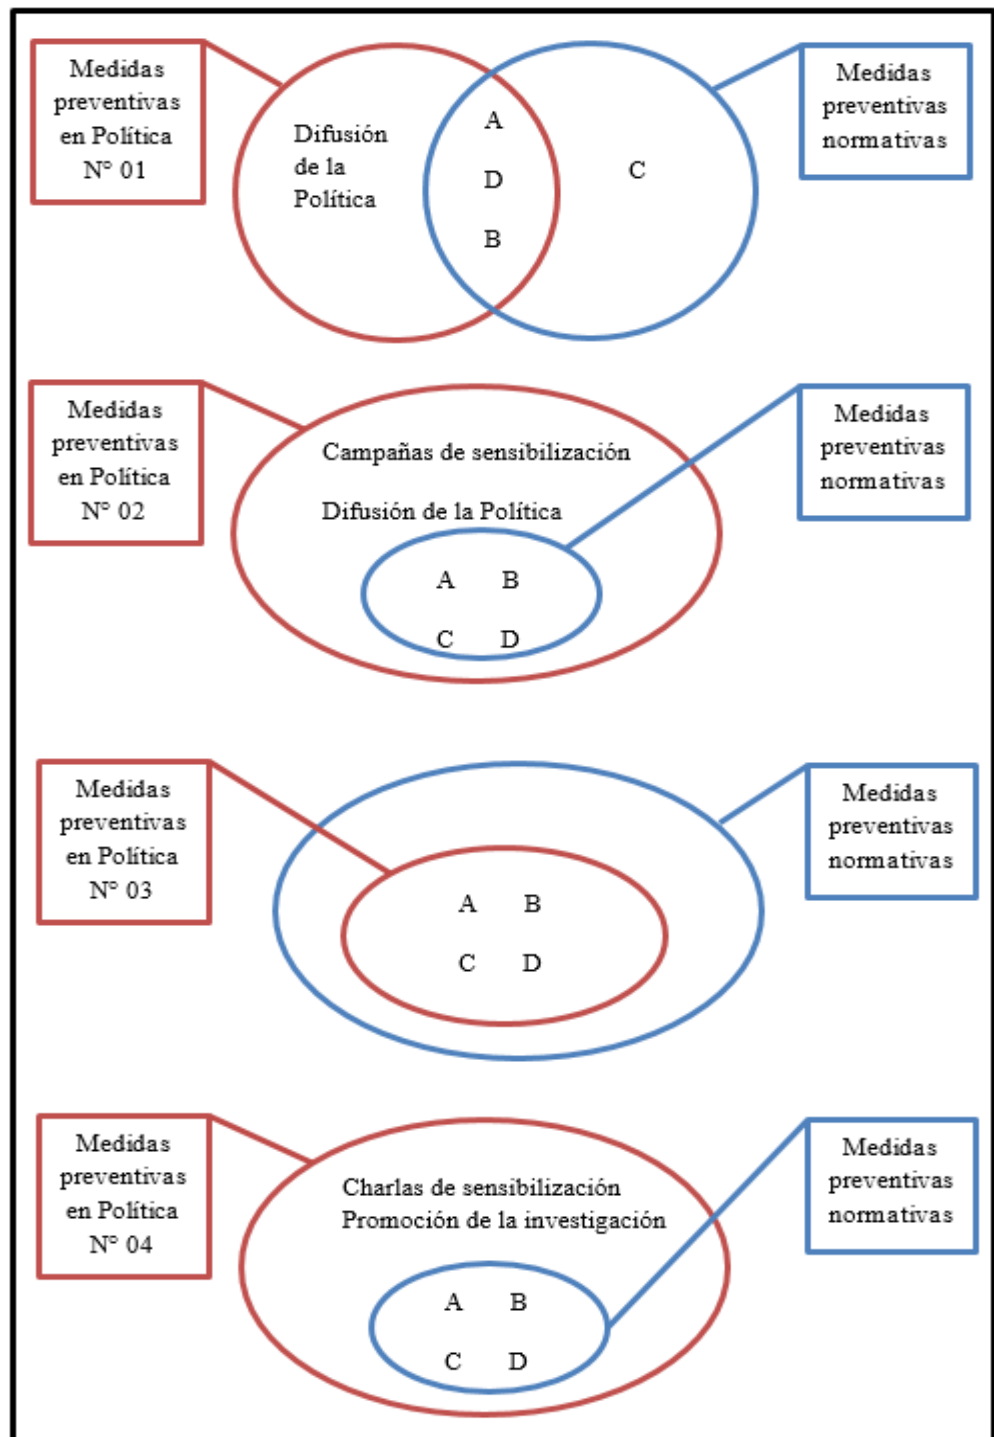 Medidas
preventivas
en Política
N° 01
Difusión
de la
Política
A
D
B
C
Medidas
preventivas
normativas
Medidas
preventivas
en Política
N° 02
Campañas de sensibilización
Difusión de la Política
A B
C D
Medidas
preventivas
normativas
Medidas
preventivas
en Política
N° 03
A B
C D
Medidas
preventivas
normativas
Medidas
preventivas
en Política
N° 04
Charlas de sensibilización
Promoción de la investigación
A B
C D
Medidas
preventivas
normativas